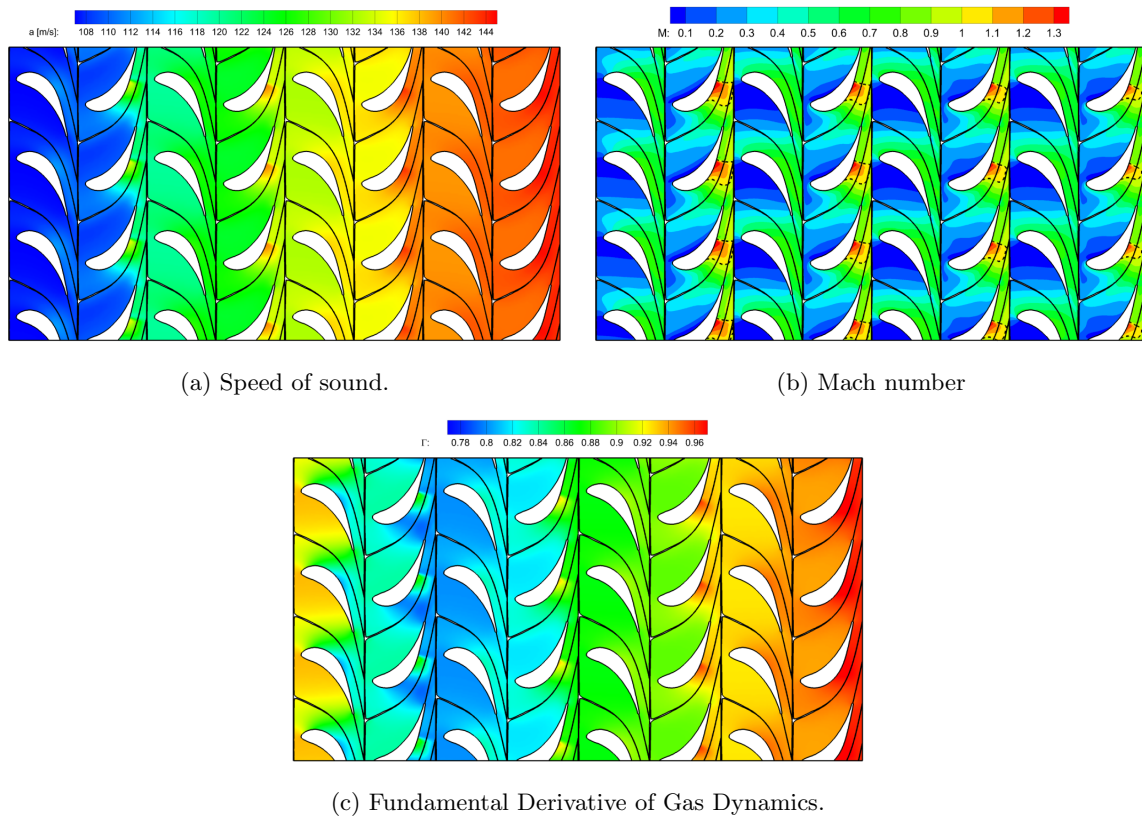 a [m/s]: 108 110 112 114 116 118 120 122 124 126 128 130 132 134 136 138 140 142 144
M: 0.1 0.2 0.3 0.4 0.5 0.6 0.7 0.8 0.9 1 1.1 1.2 1.3
(a) Speed of sound.
(b) Mach number
Γ: 0.78 0.8 0.82 0.84 0.86 0.88 0.9 0.92 0.94 0.96
(c) Fundamental Derivative of Gas Dynamics.